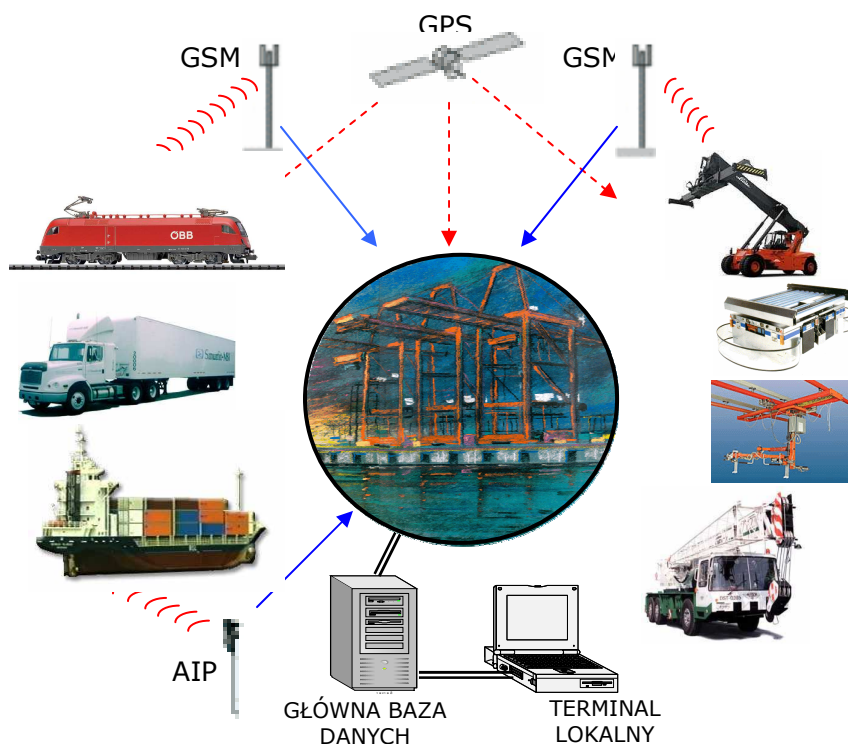 GPS
GSM
GSM
ÖBB
AIP
GŁÓWNA BAZA
DANYCH
TERMINAL
LOKALNY